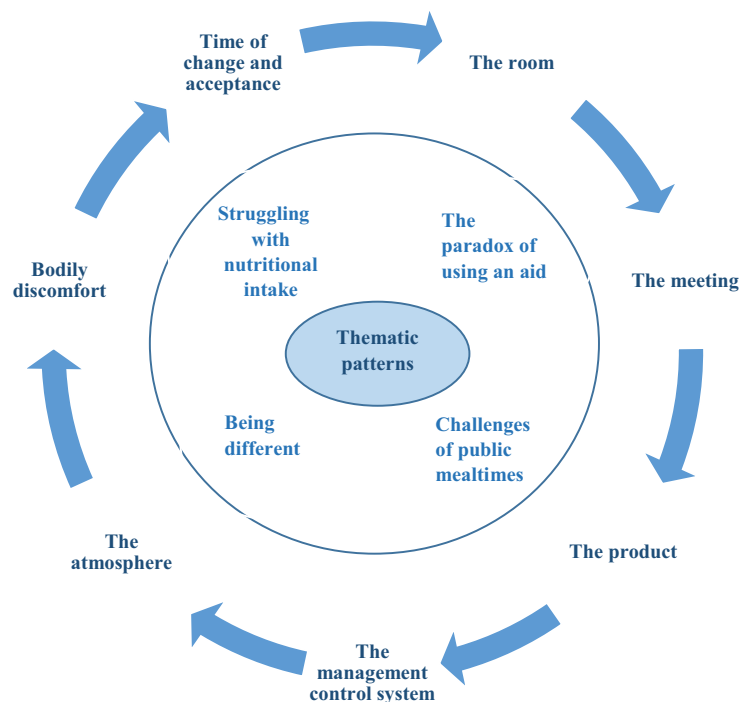 Time of
change and
acceptance
The room
The meeting
The product
The
management
control system
The
atmosphere
Bodily
discomfort
Struggling
with
nutritional
intake
The
paradox of
using an aid
Thematic
patterns
Being
different
Challenges
of public
mealtimes